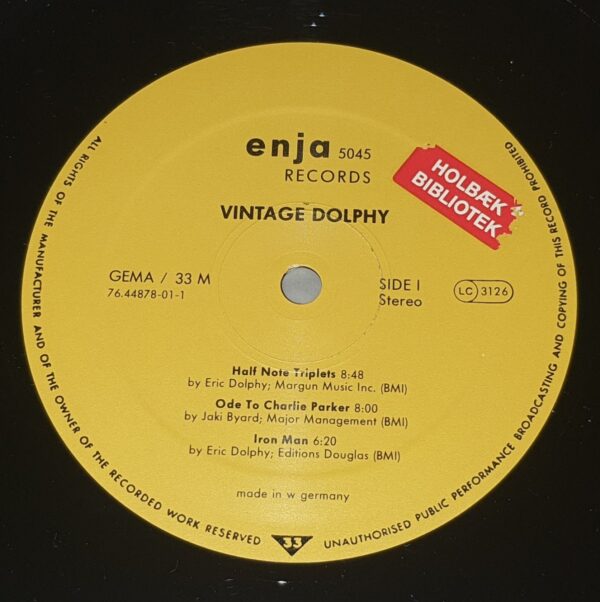 enja 5045
RECORDS
VINTAGE DOLPHY
HOLBÆK
BIBLIOTEK
GEMA / 33 M
76.44878-01-1
SIDE I
Stereo
LC 3126
Half Note Triplets 8:48
by Eric Dolphy; Margun Music Inc. (BMI)
Ode To Charlie Parker 8:00
by Jaki Byard; Major Management (BMI)
Iron Man 6:20
by Eric Dolphy; Editions Douglas (BMI)
made in w germany
33
ALL RIGHTS OF THE MANUFACTURER AND OF THE OWNER OF THE RECORDED WORK RESERVED
UNAUTHORISED PUBLIC PERFORMANCE BROADCASTING AND COPYING OF THIS RECORD PROHIBITED